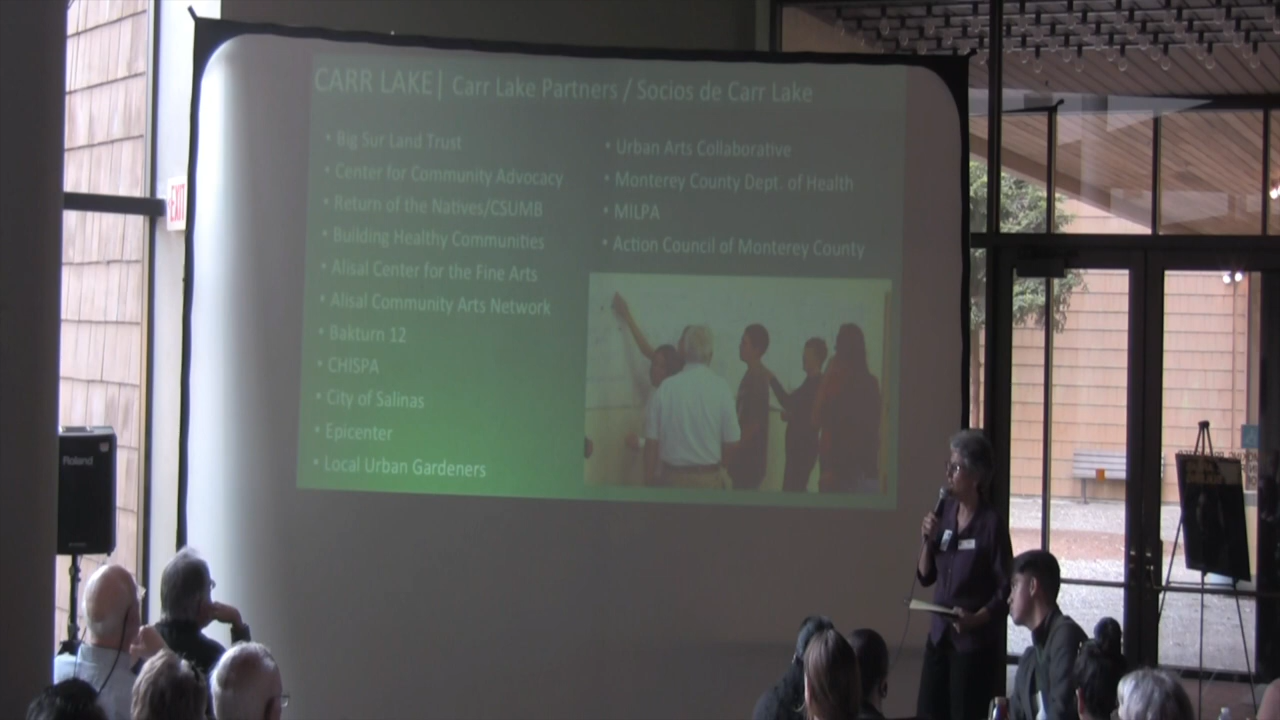 CARR LAKE| Carr Lake Partners / Socios de Carr Lake
• Big Sur Land Trust
• Center for Community Advocacy
• Return of the Natives/CSUMB
• Building Healthy Communities
• Alisal Center for the Fine Arts
• Alisal Community Arts Network
• Bakturn 12
• CHISPA
• City of Salinas
• Epicenter
• Local Urban Gardeners
• Urban Arts Collaborative
• Monterey County Dept. of Health
• MILPA
• Action Council of Monterey County
EXIT
Roland